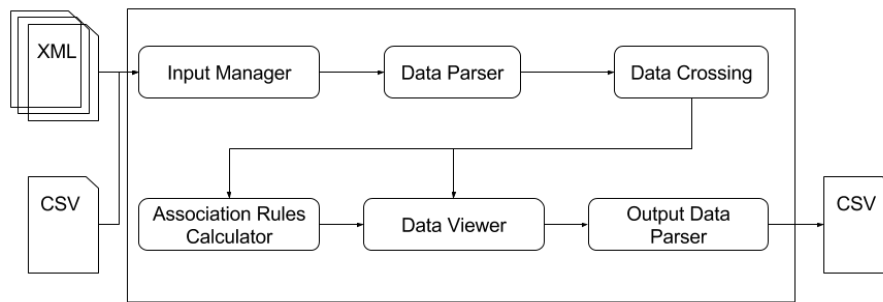 XML
Input Manager
Data Parser
Data Crossing
CSV
Association Rules
Calculator
Data Viewer
Output Data
Parser
CSV